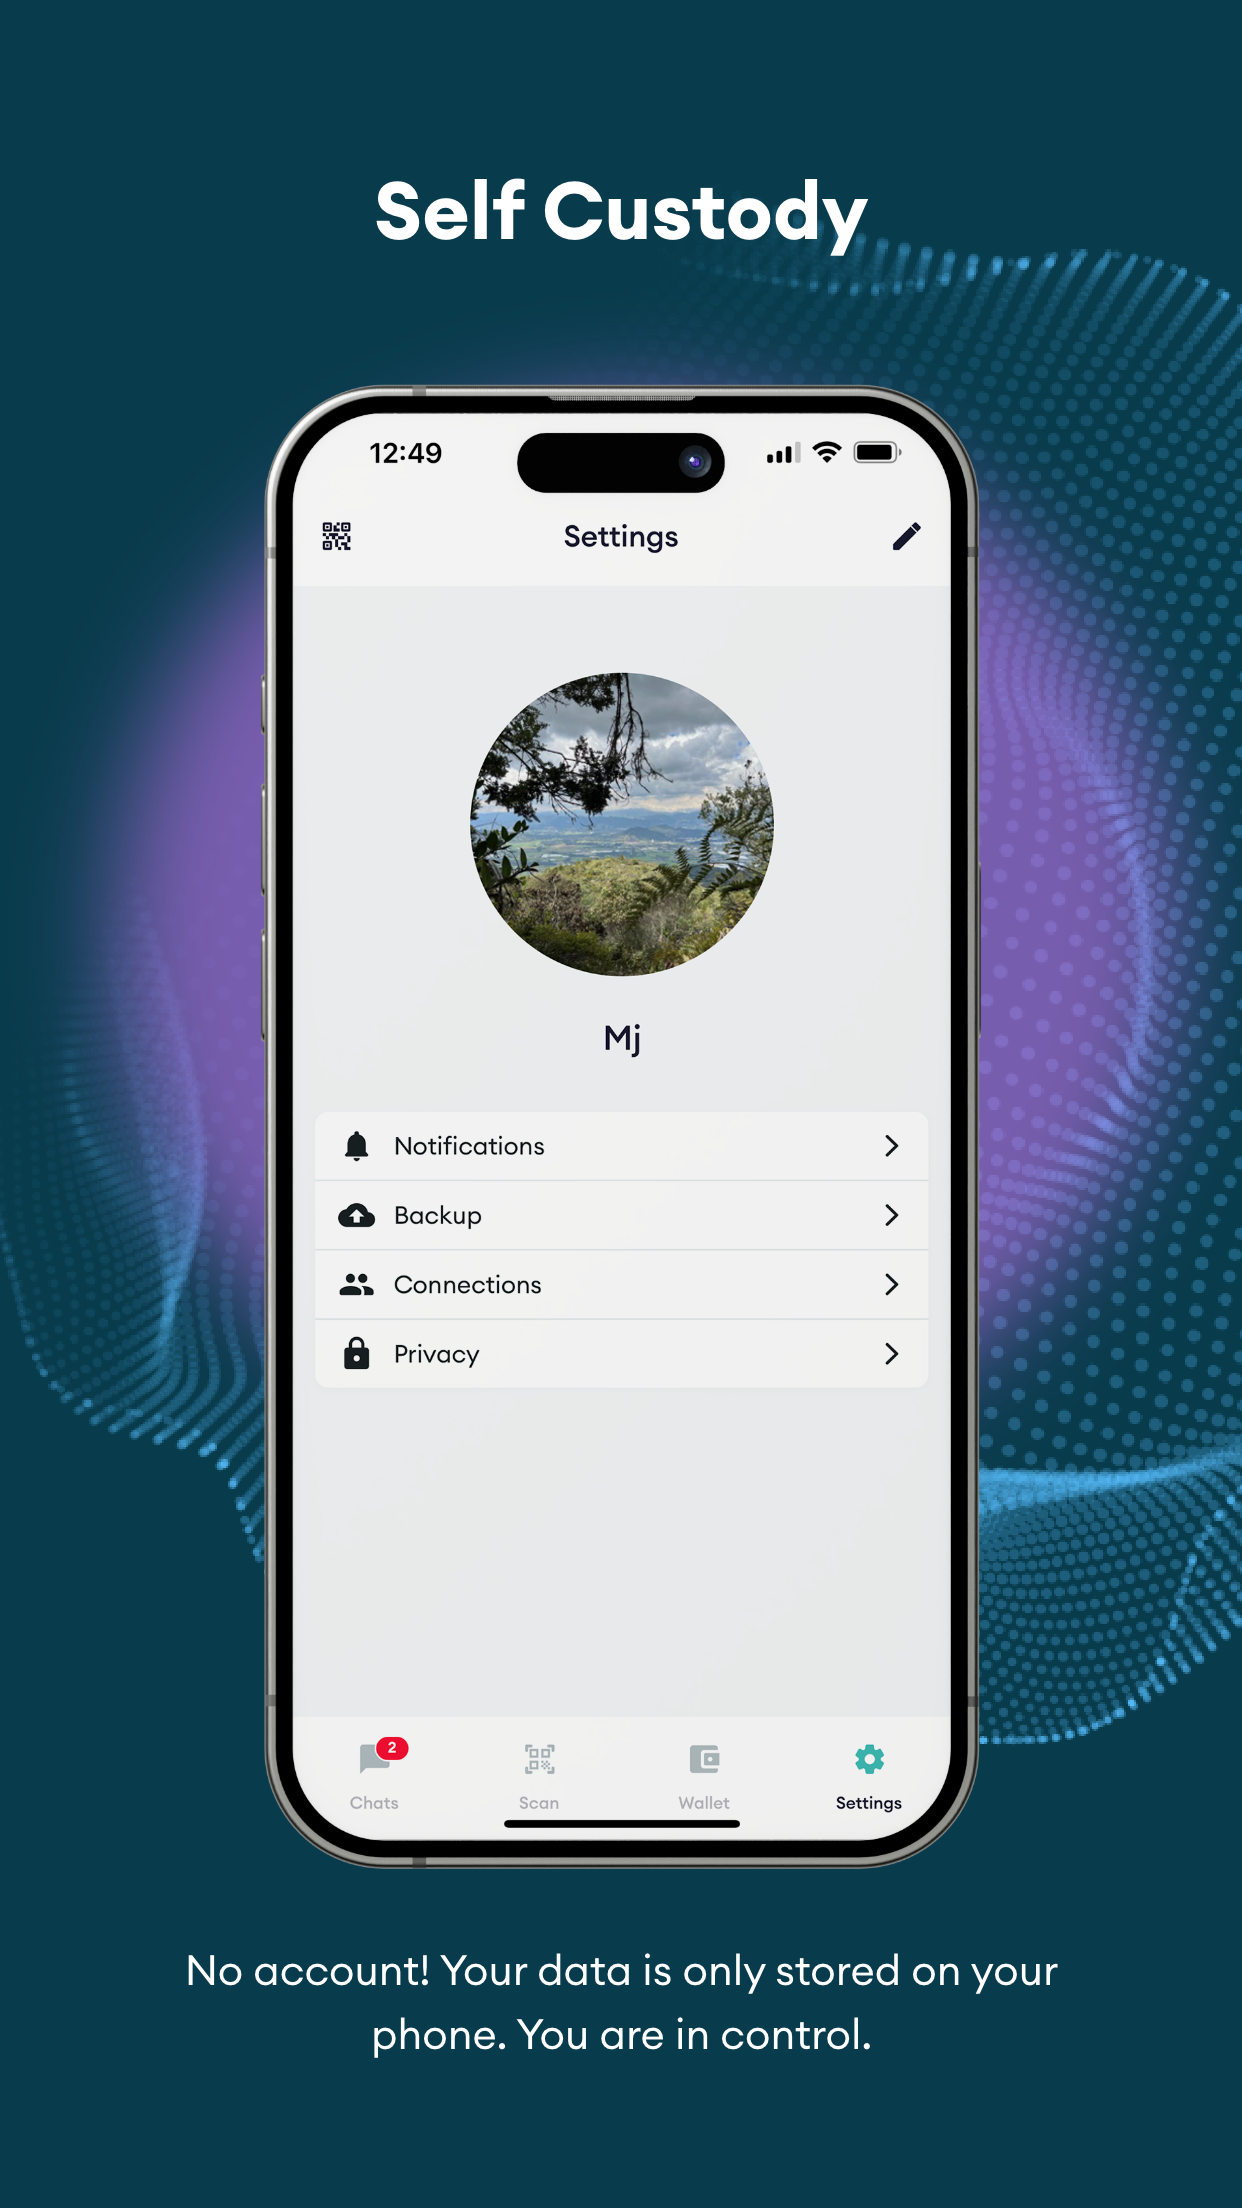 Self Custody
12:49
Settings
Mj
Notifications
Backup
Connections
Privacy
2
Chats
Scan
Wallet
Settings
No account! Your data is only stored on your
phone. You are in control.